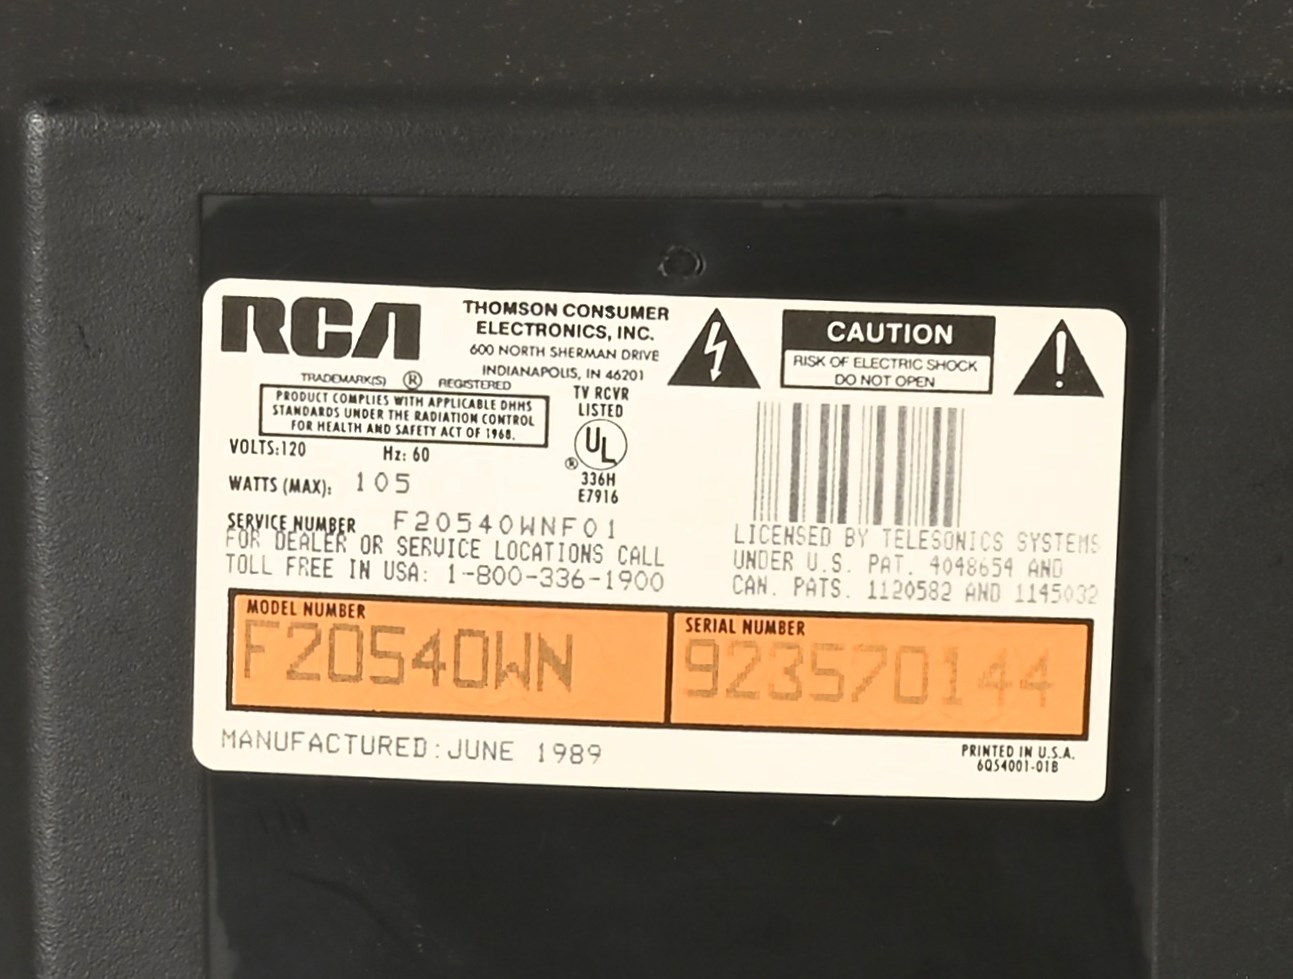 RCA
THOMSON CONSUMER
ELECTRONICS, INC.
600 NORTH SHERMAN DRIVE
INDIANAPOLIS, IN 46201
TRADEMARK(S) ® REGISTERED
PRODUCT COMPLIES WITH APPLICABLE DHHS
STANDARDS UNDER THE RADIATION CONTROL
FOR HEALTH AND SAFETY ACT OF 1968.
TV RCVR
LISTED
UL
®
336H
E7916
CAUTION
RISK OF ELECTRIC SHOCK
DO NOT OPEN
VOLTS:120 Hz: 60
WATTS (MAX): 105
SERVICE NUMBER F20540WNF01
FOR DEALER OR SERVICE LOCATIONS CALL
TOLL FREE IN USA: 1-800-336-1900
LICENSED BY TELESONICS SYSTEMS
UNDER U.S. PAT. 4048654 AND
CAN. PATS. 1120582 AND 1145032
MODEL NUMBER
F20540WN
SERIAL NUMBER
923570144
MANUFACTURED:JUNE 1989
PRINTED IN U.S.A.
6QS4001-01B